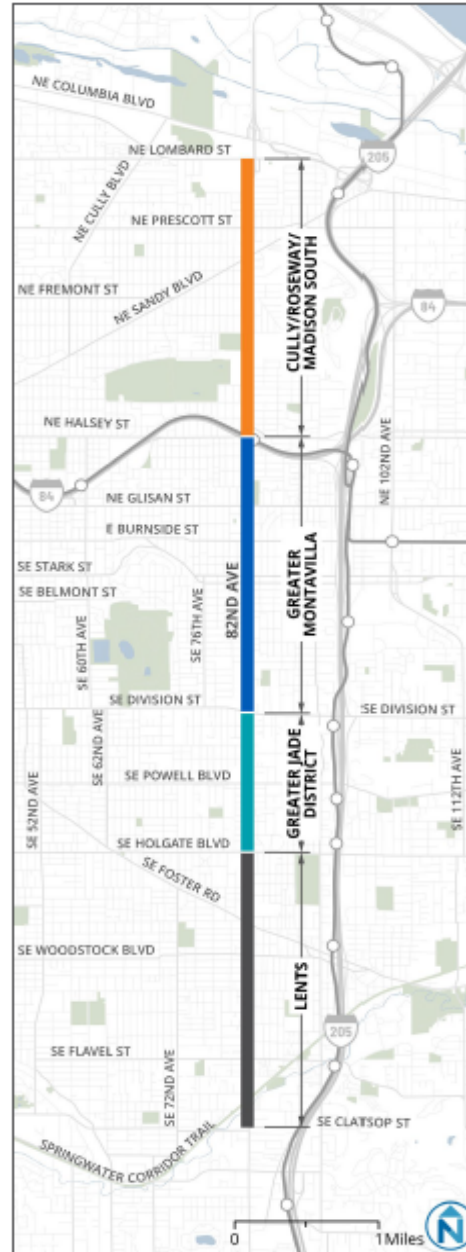 NE COLUMBIA BLVD
NE LOMBARD ST
205
NE CULLY BLVD
NE PRESCOTT ST
CULLY/ROSEWAY/
MADISON SOUTH
NE FREMONT ST
NE SANDY BLVD
84
NE HALSEY ST
NE 102ND AVE
84
NE GLISAN ST
E BURNSIDE ST
SE STARK ST
SE BELMONT ST
SE 60TH AVE
SE 76TH AVE
82ND AVE
GREATER
MONTAVILLA
SE DIVISION ST
SE DIVISION ST
SE 62ND AVE
SE POWELL BLVD
GREATER JADE
DISTRICT
SE 52ND AVE
SE 112TH AVE
SE HOLGATE BLVD
SE FOSTER RD
SE WOODSTOCK BLVD
LENTS
205
SE FLAVEL ST
SE 72ND AVE
SE CLATSOP ST
SPRINGWATER CORRIDOR TRAIL
0
1 Miles
N